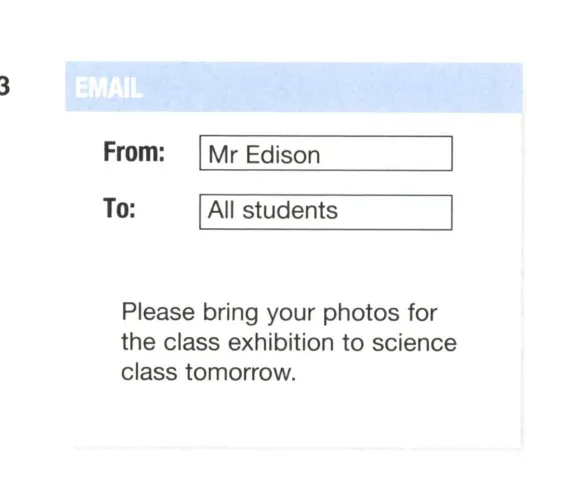 3
EMAIL
From: Mr Edison
To: All students
Please bring your photos for
the class exhibition to science
class tomorrow.